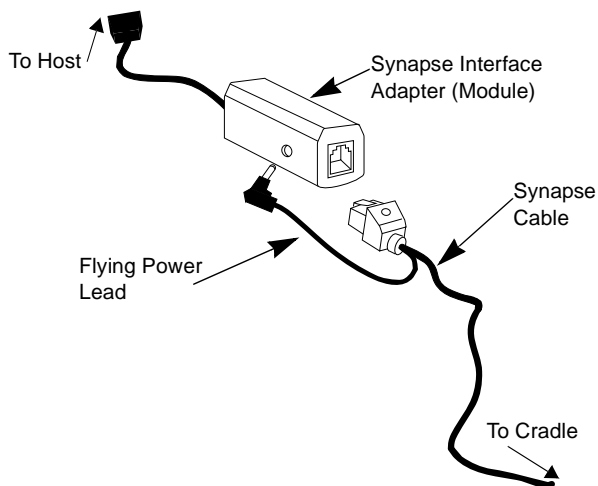 To Host
Synapse Interface
Adapter (Module)
Synapse
Cable
Flying Power
Lead
To Cradle